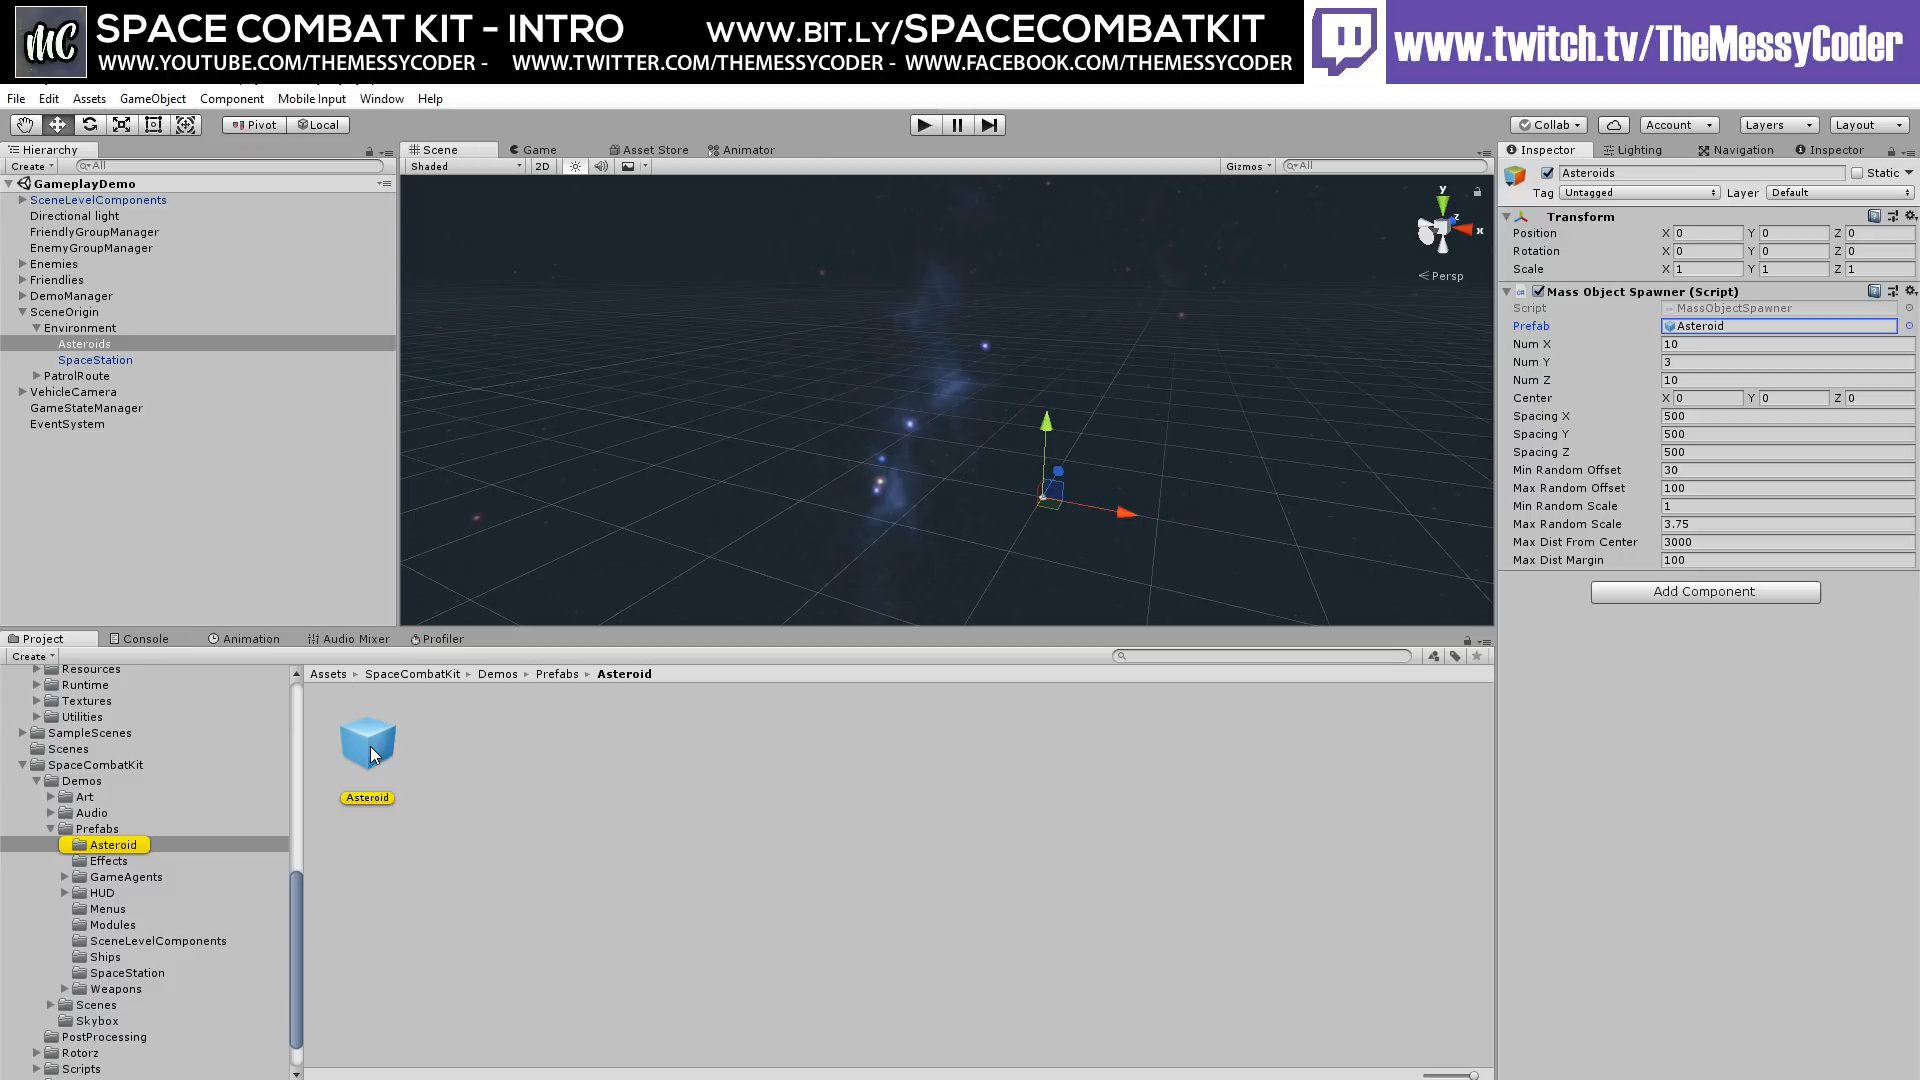 MC SPACE COMBAT KIT - INTRO WWW.BIT.LY/SPACECOMBATKIT www.twitch.tv/TheMessyCoder
WWW.YOUTUBE.COM/THEMESSYCODER - WWW.TWITTER.COM/THEMESSYCODER - WWW.FACEBOOK.COM/THEMESSYCODER
File Edit Assets GameObject Component Mobile Input Window Help
Pivot Local Collab Account Layers Layout
Hierarchy
Create All
GameplayDemo
SceneLevelComponents
Directional light
FriendlyGroupManager
EnemyGroupManager
Enemies
Friendlies
DemoManager
SceneOrigin
Environment
Asteroids
SpaceStation
PatrolRoute
VehicleCamera
GameStateManager
EventSystem
Scene Game Asset Store Animator
Shaded 2D Gizmos All
y
z
x
Persp
Inspector Lighting Navigation Inspector
Asteroids Static
Tag Untagged Layer Default
Transform
Position X 0 Y 0 Z 0
Rotation X 0 Y 0 Z 0
Scale X 1 Y 1 Z 1
Mass Object Spawner (Script)
Script MassObjectSpawner
Prefab Asteroid
Num X 10
Num Y 3
Num Z 10
Center X 0 Y 0 Z 0
Spacing X 500
Spacing Y 500
Spacing Z 500
Min Random Offset 30
Max Random Offset 100
Min Random Scale 1
Max Random Scale 3.75
Max Dist From Center 3000
Max Dist Margin 100
Add Component
Project Console Animation Audio Mixer Profiler
Create
Resources
Runtime
Textures
Utilities
SampleScenes
Scenes
SpaceCombatKit
Demos
Art
Audio
Prefabs
Asteroid
Effects
GameAgents
HUD
Menus
Modules
SceneLevelComponents
Ships
SpaceStation
Weapons
Scenes
Skybox
PostProcessing
Rotorz
Scripts
Assets SpaceCombatKit Demos Prefabs Asteroid
Asteroid